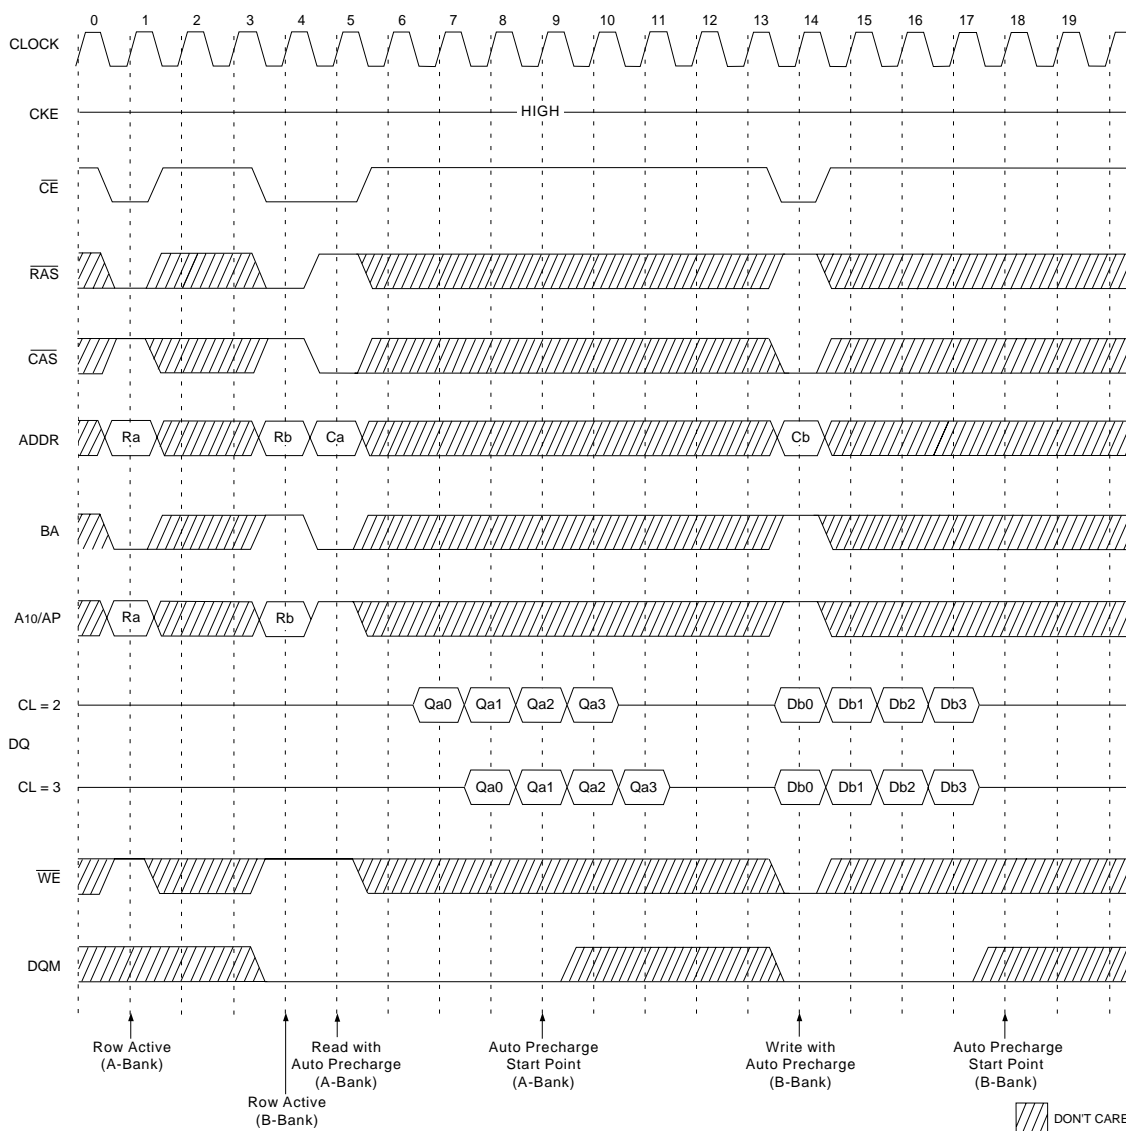 0 1 2 3 4 5 6 7 8 9 10 11 12 13 14 15 16 17 18 19
CLOCK
CKE
HIGH
CE
RAS
CAS
ADDR
Ra Rb Ca Cb
BA
A10/AP
Ra Rb
CL = 2
Qa0 Qa1 Qa2 Qa3 Db0 Db1 Db2 Db3
DQ
CL = 3
Qa0 Qa1 Qa2 Qa3 Db0 Db1 Db2 Db3
WE
DQM
Row Active
(A-Bank)
Row Active
(B-Bank)
Read with
Auto Precharge
(A-Bank)
Auto Precharge
Start Point
(A-Bank)
Write with
Auto Precharge
(B-Bank)
Auto Precharge
Start Point
(B-Bank)
DON'T CARE